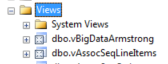 Views
System Views
dbo.vBigDataArmstrong
dbo.vAssocSeqLineItems